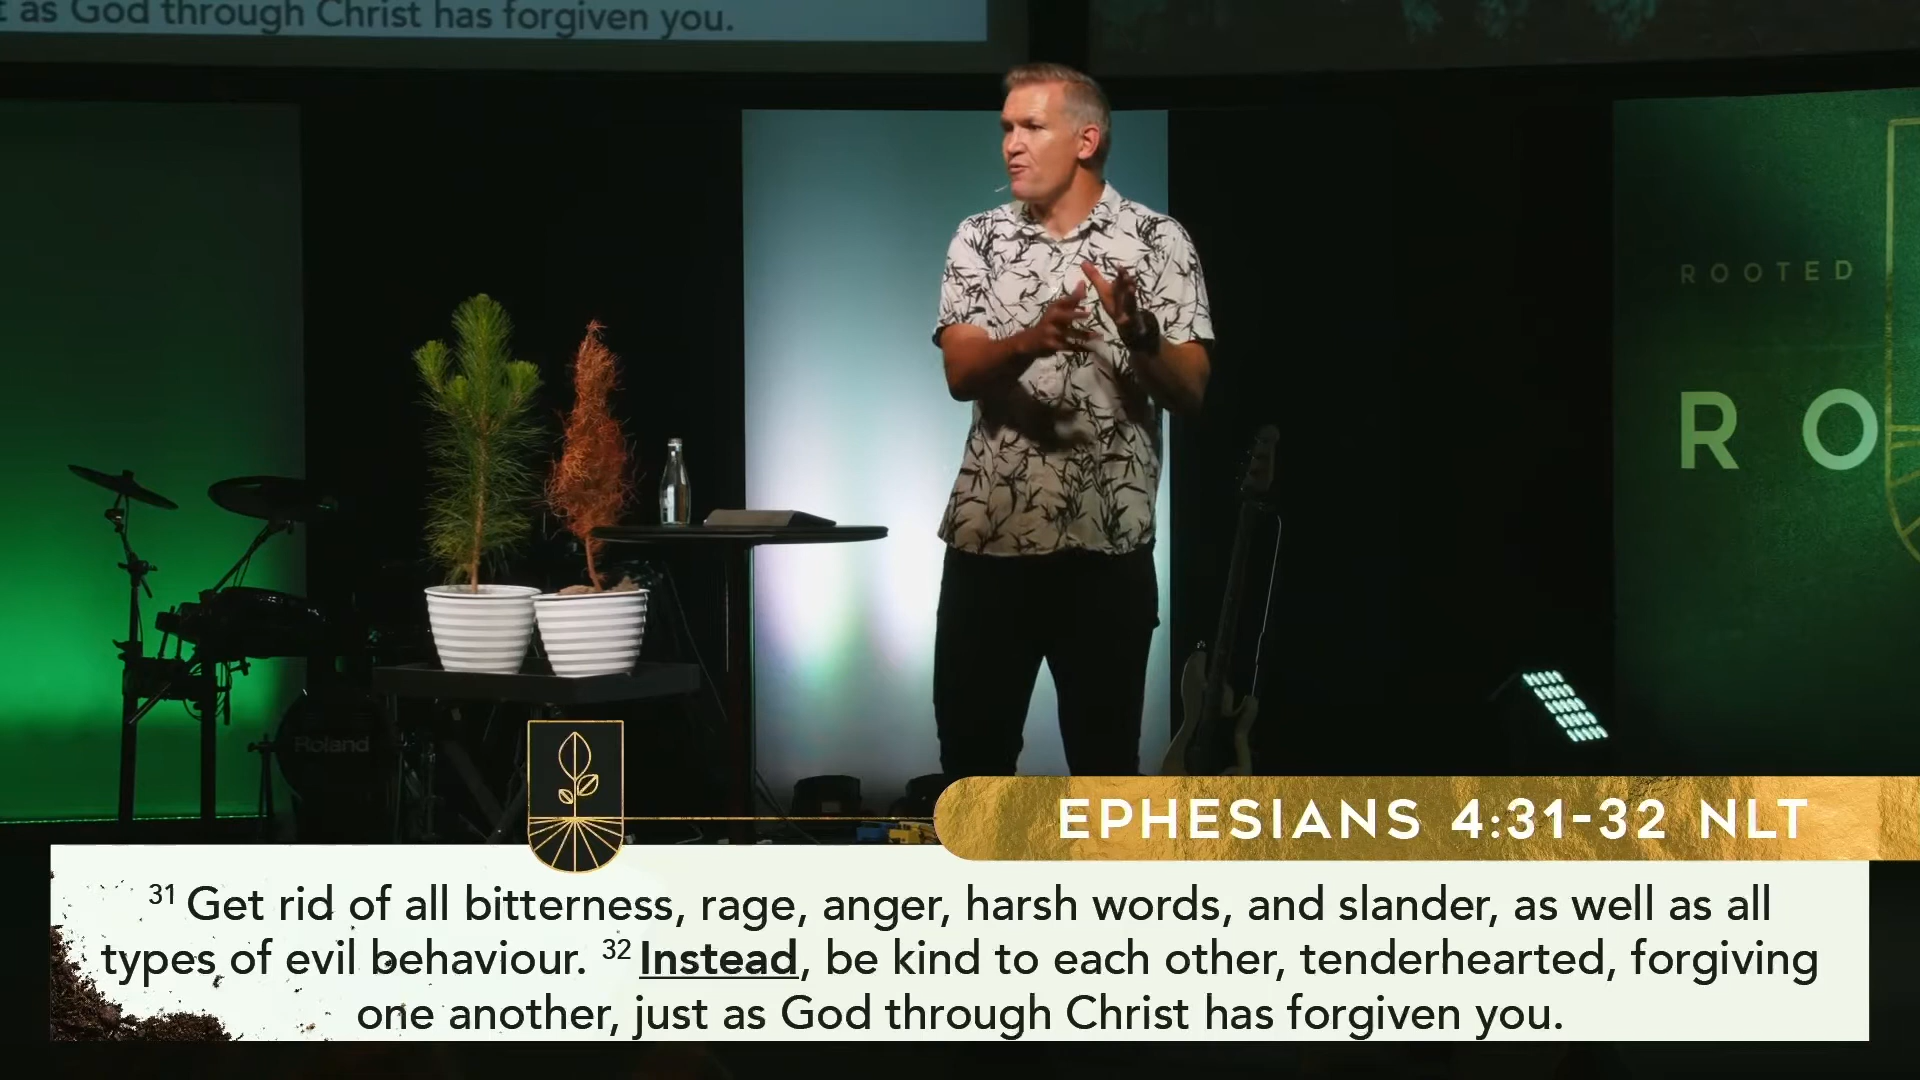 t as God through Christ has forgiven you.
ROOTED
RO
Roland
EPHESIANS 4:31-32 NLT
31 Get rid of all bitterness, rage, anger, harsh words, and slander, as well as all
types of evil behaviour. 32 Instead, be kind to each other, tenderhearted, forgiving
one another, just as God through Christ has forgiven you.